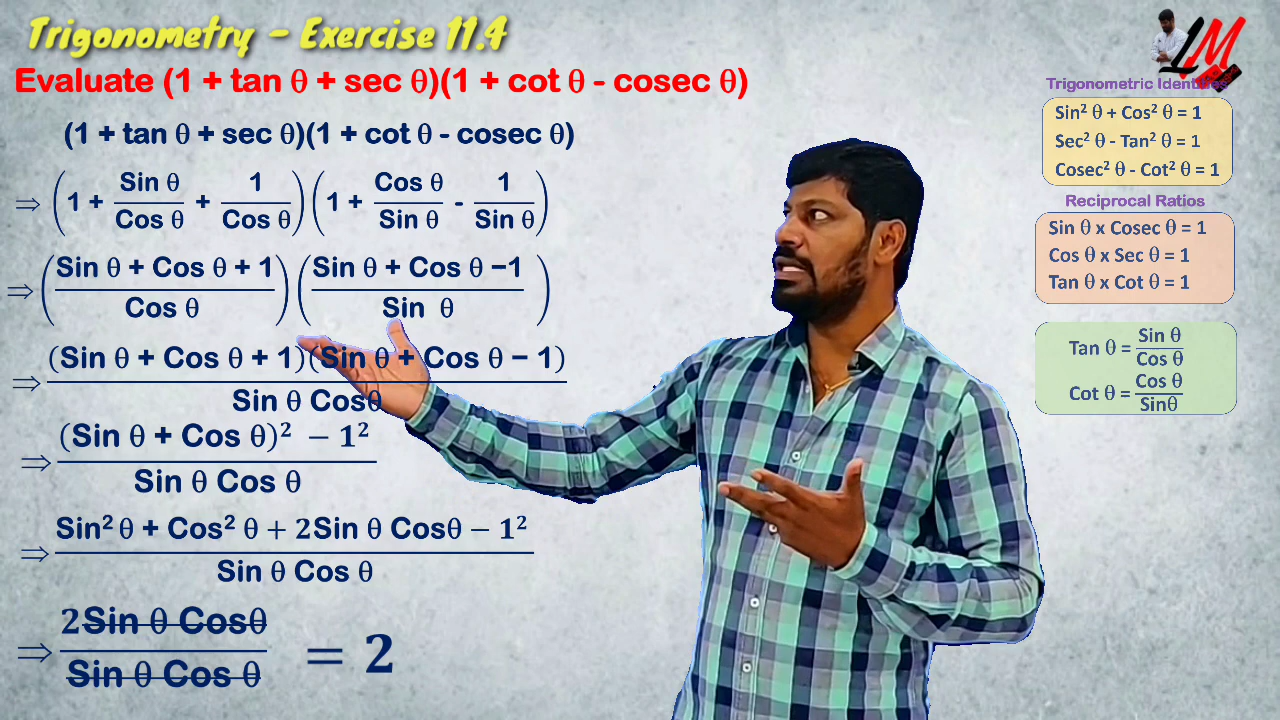 Trigonometry - Exercise 11.4
LM
Evaluate (1 + tan θ + sec θ)(1 + cot θ - cosec θ)
(1 + tan θ + sec θ)(1 + cot θ - cosec θ)
⇒ (1 + Sin θ/Cos θ + 1/Cos θ)(1 + Cos θ/Sin θ - 1/Sin θ)
⇒ (Sin θ + Cos θ + 1/Cos θ)(Sin θ + Cos θ −1/Sin θ)
⇒ (Sin θ + Cos θ + 1)(Sin θ + Cos θ − 1)/Sin θ Cosθ
⇒ (Sin θ + Cos θ)² − 1²/Sin θ Cos θ
⇒ Sin² θ + Cos² θ + 2Sin θ Cosθ − 1²/Sin θ Cos θ
⇒ 2Sin θ Cosθ/Sin θ Cos θ = 2
Trigonometric
Sin² θ + Cos² θ = 1
Sec² θ - Tan² θ = 1
Cosec² θ - Cot² θ = 1
Reciprocal Ratios
Sin θ x Cosec θ = 1
Cos θ x Sec θ = 1
Tan θ x Cot θ = 1
Tan θ = Sin θ/Cos θ
Cot θ = Cos θ/Sinθ